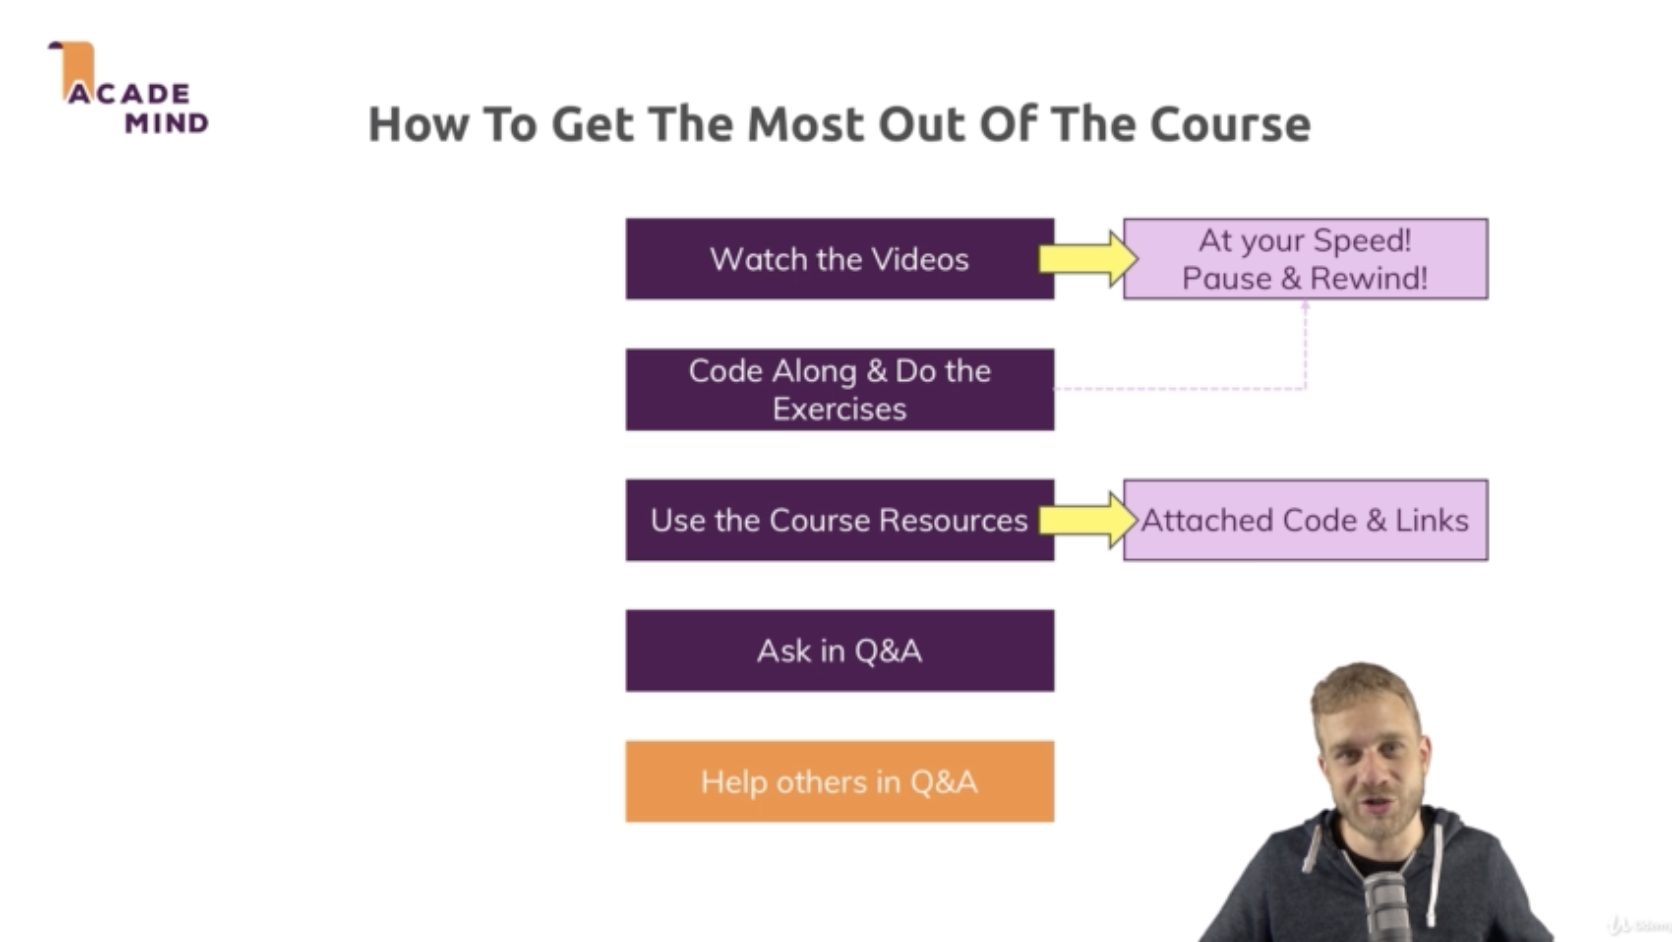 ACADE
MIND
How To Get The Most Out Of The Course
Watch the Videos
At your Speed!
Pause & Rewind!
Code Along & Do the
Exercises
Use the Course Resources
Attached Code & Links
Ask in Q&A
Help others in Q&A